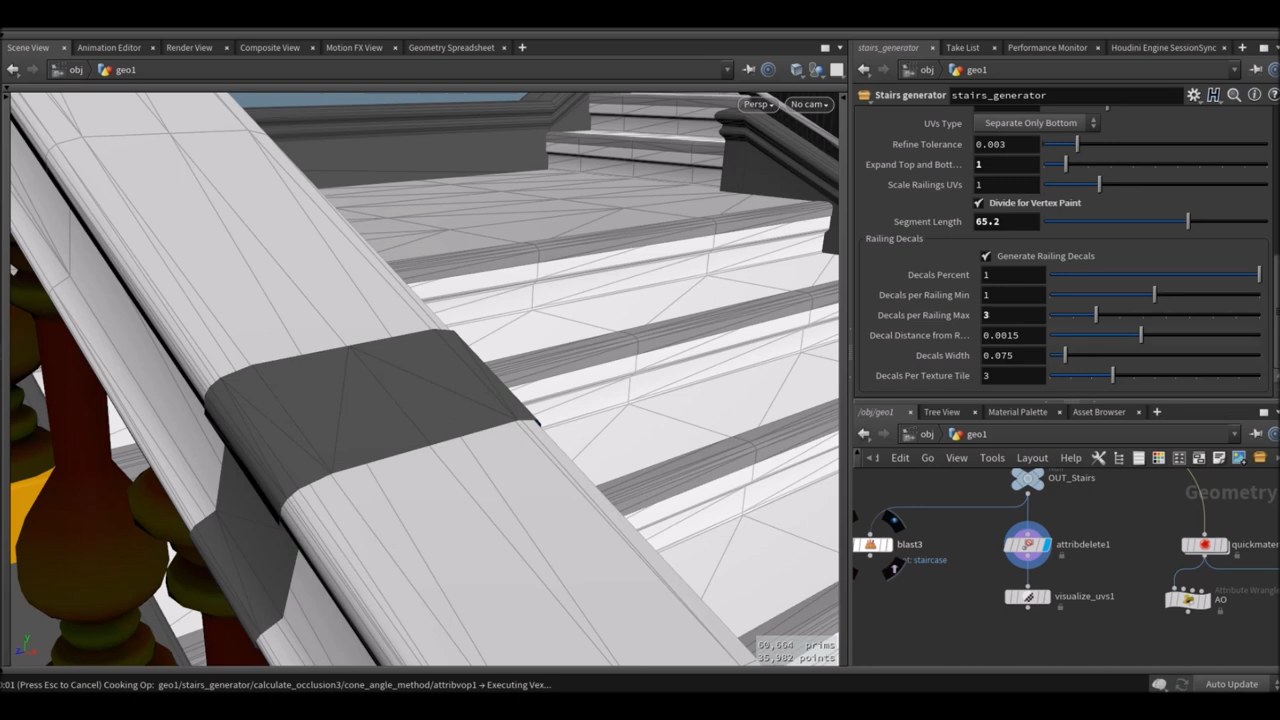 Scene View Animation Editor Render View Composite View Motion FX View Geometry Spreadsheet
obj geo1
Persp No cam
60,664 prims
35,982 points
stairs_generator Take List Performance Monitor Houdini Engine SessionSync
obj geo1
Stairs generator stairs_generator
UVs Type Separate Only Bottom
Refine Tolerance 0.003
Expand Top and Bott... 1
Scale Railings UVs 1
Divide for Vertex Paint
Segment Length 65.2
Railing Decals
Generate Railing Decals
Decals Percent 1
Decals per Railing Min 1
Decals per Railing Max 3
Decal Distance from R... 0.0015
Decals Width 0.075
Decals Per Texture Tile 3
/obj/geo1 Tree View Material Palette Asset Browser
obj geo1
Edit Go View Tools Layout Help
Geometry
OUT_Stairs
blast3
attribdelete1
quickmater
t: staircase
visualize_uvs1
Attribute Wrangl
AO
0:01 (Press Esc to Cancel) Cooking Op: geo1/stairs_generator/calculate_occlusion3/cone_angle_method/attribvop1 → Executing Vex...
Auto Update